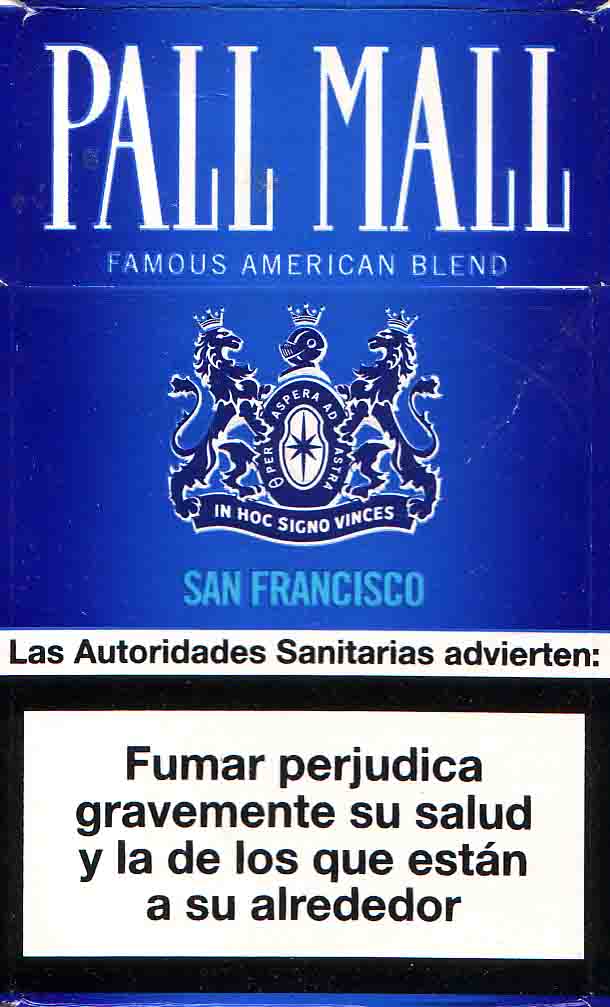 PALL MALL
FAMOUS AMERICAN BLEND
PER ASPERA AD ASTRA
IN HOC SIGNO VINCES
SAN FRANCISCO
Las Autoridades Sanitarias advierten:
Fumar perjudica
gravemente su salud
y la de los que están
a su alrededor